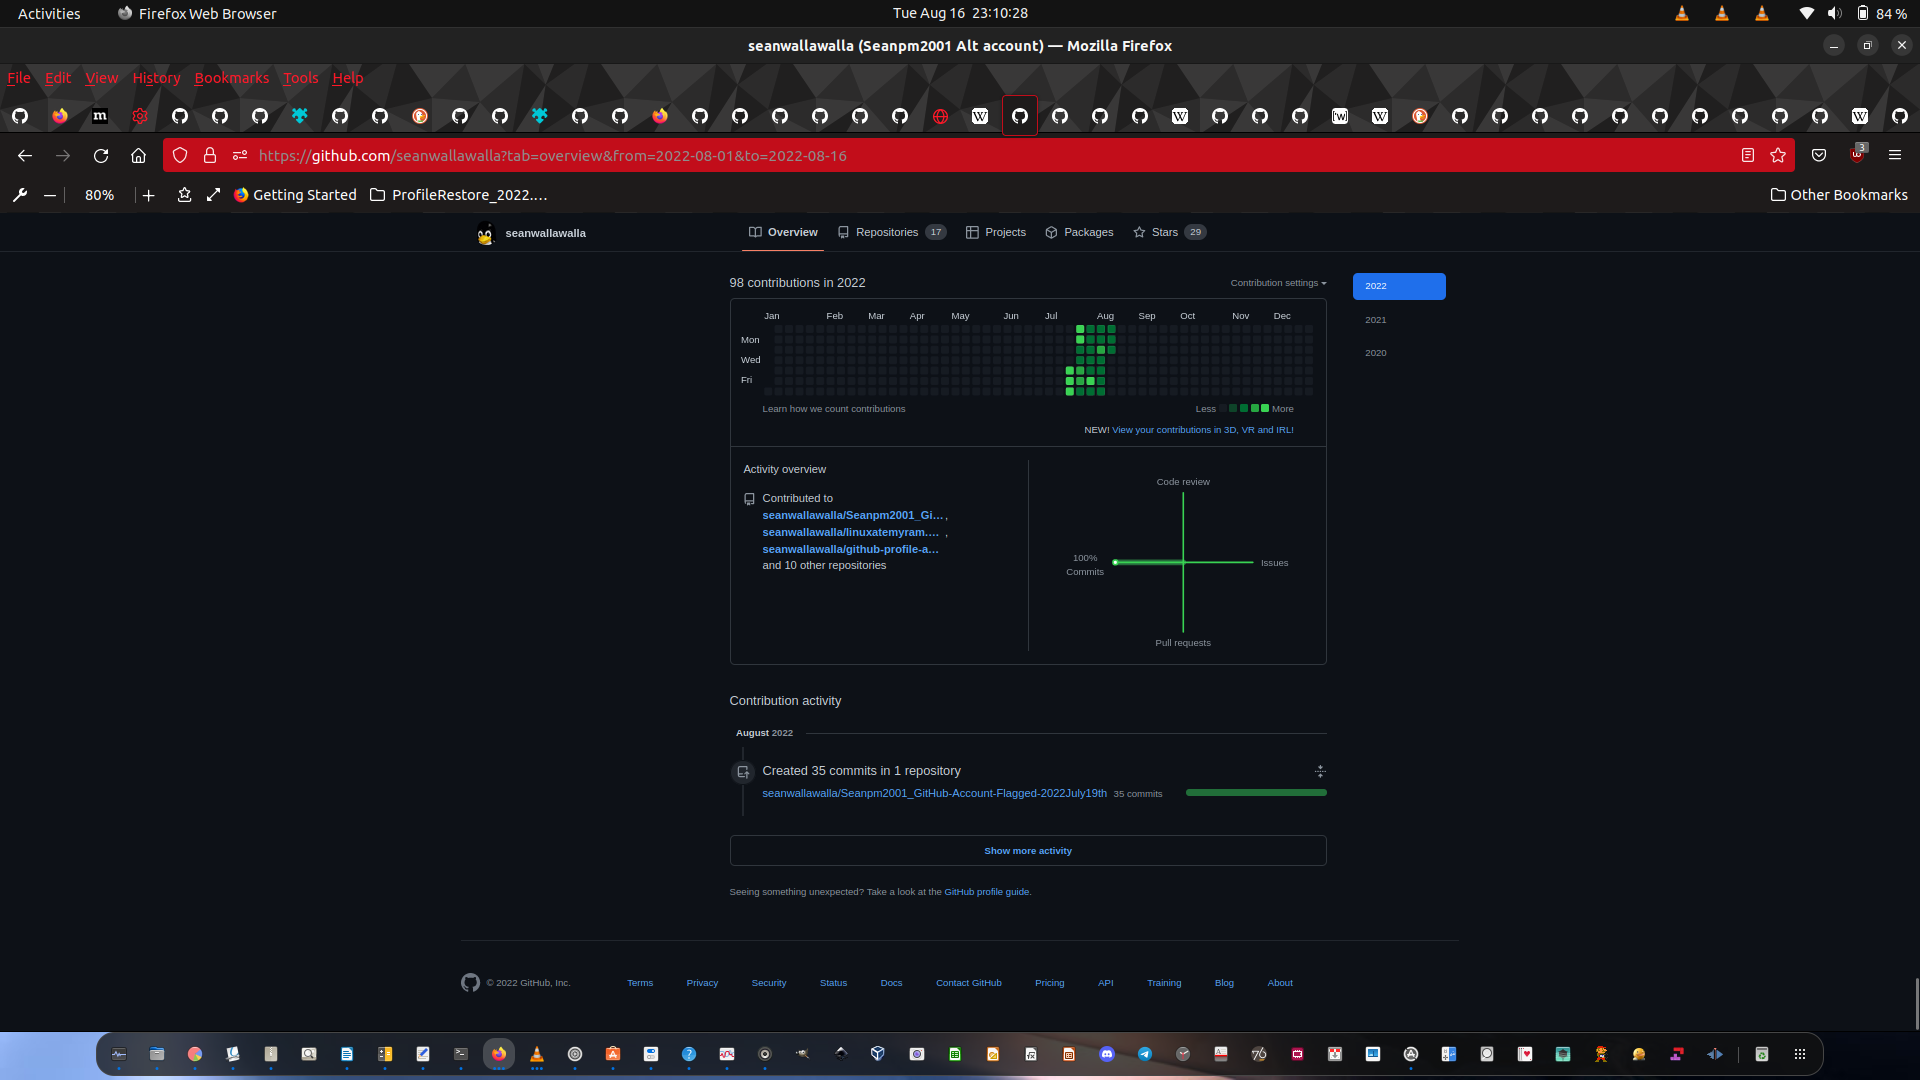 Activities Firefox Web Browser Tue Aug 16 23:10:28 84 %
seanwallawalla (Seanpm2001 Alt account) — Mozilla Firefox
File Edit View History Bookmarks Tools Help
https://github.com/seanwallawalla?tab=overview&from=2022-08-01&to=2022-08-16 3
80% Getting Started ProfileRestore_2022.… Other Bookmarks
seanwallawalla Overview Repositories 17 Projects Packages Stars 29
98 contributions in 2022 Contribution settings 2022
Jan Feb Mar Apr May Jun Jul Aug Sep Oct Nov Dec
2021
Mon
2020
Wed
Fri
Learn how we count contributions Less More
NEW! View your contributions in 3D, VR and IRL!
Activity overview
Code review
Contributed to
seanwallawalla/Seanpm2001_Gi… ,
seanwallawalla/linuxatemyram.… ,
seanwallawalla/github-profile-a…
and 10 other repositories
100%
Commits
Issues
Pull requests
Contribution activity
August 2022
Created 35 commits in 1 repository
seanwallawalla/Seanpm2001_GitHub-Account-Flagged-2022July19th 35 commits
Show more activity
Seeing something unexpected? Take a look at the GitHub profile guide.
© 2022 GitHub, Inc. Terms Privacy Security Status Docs Contact GitHub Pricing API Training Blog About